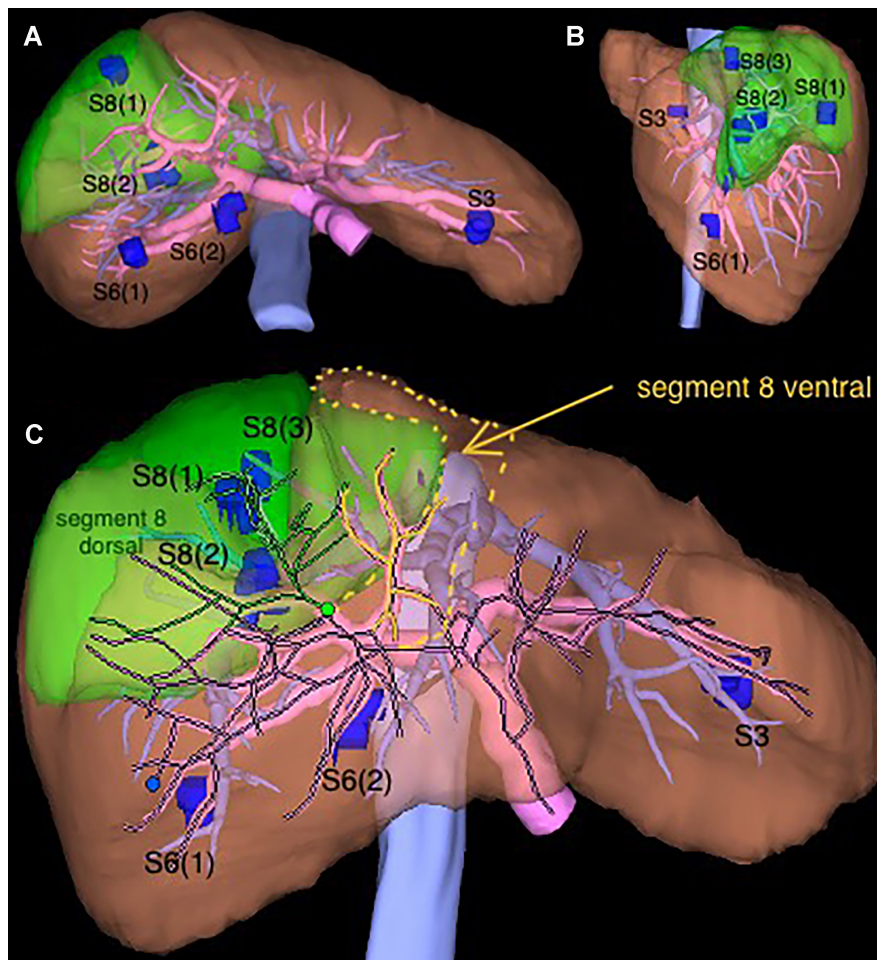 A
S8(1)
S8(2)
S6(2)
S6(1)
S3
B
S8(3)
S8(1)
S8(2)
S3
S6(1)
C
segment 8 ventral
S8(3)
S8(1)
segment 8
dorsal
S8(2)
S6(2)
S3
S6(1)